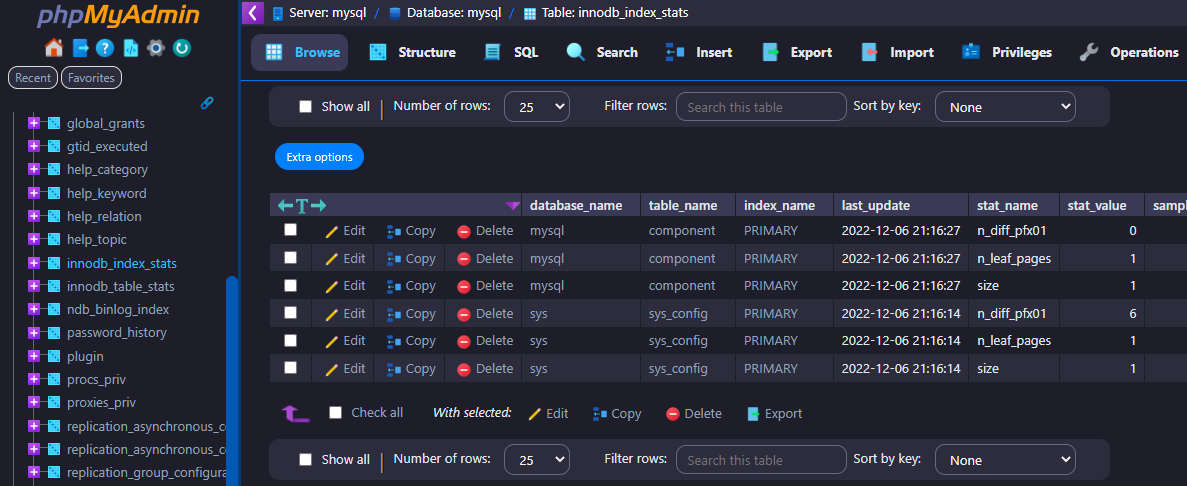 phpMyAdmin
Recent Favorites
global_grants
gtid_executed
help_category
help_keyword
help_relation
help_topic
innodb_index_stats
innodb_table_stats
ndb_binlog_index
password_history
plugin
procs_priv
proxies_priv
replication_asynchronous_c
replication_asynchronous_c
replication_group_configura
Server: mysql / Database: mysql / Table: innodb_index_stats
Browse Structure SQL Search Insert Export Import Privileges Operations
Show all Number of rows: 25 Filter rows: Search this table Sort by key: None
Extra options
←T→ database_name table_name index_name last_update stat_name stat_value sampl
Edit Copy Delete mysql component PRIMARY 2022-12-06 21:16:27 n_diff_pfx01 0
Edit Copy Delete mysql component PRIMARY 2022-12-06 21:16:27 n_leaf_pages 1
Edit Copy Delete mysql component PRIMARY 2022-12-06 21:16:27 size 1
Edit Copy Delete sys sys_config PRIMARY 2022-12-06 21:16:14 n_diff_pfx01 6
Edit Copy Delete sys sys_config PRIMARY 2022-12-06 21:16:14 n_leaf_pages 1
Edit Copy Delete sys sys_config PRIMARY 2022-12-06 21:16:14 size 1
Check all With selected: Edit Copy Delete Export
Show all Number of rows: 25 Filter rows: Search this table Sort by key: None